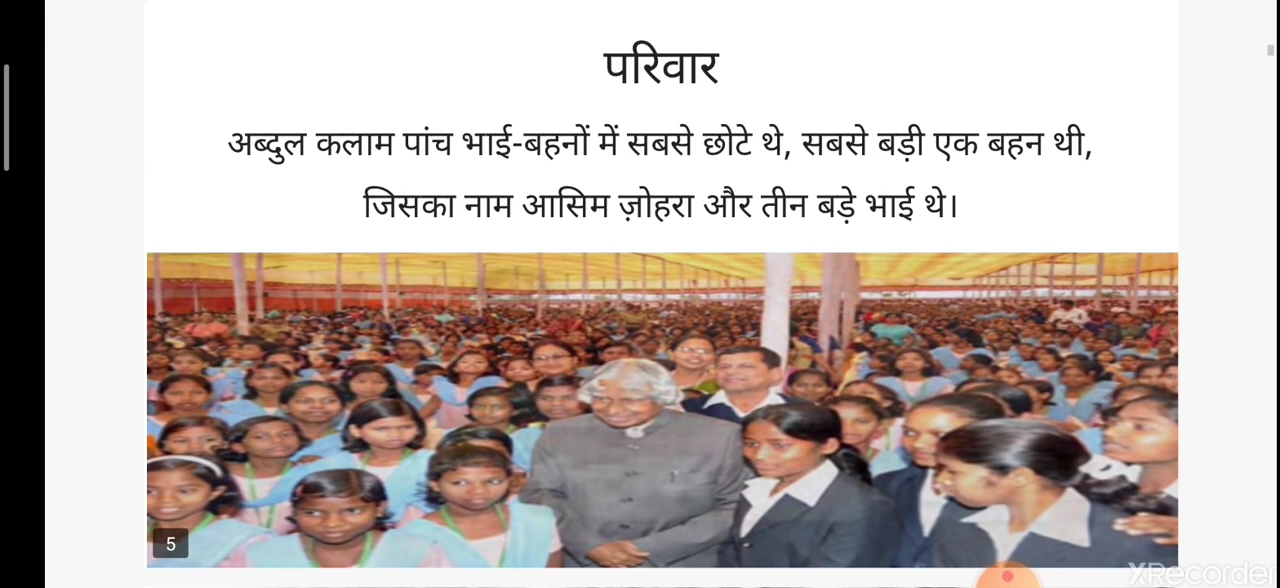 परिवार
अब्दुल कलाम पांच भाई-बहनों में सबसे छोटे थे, सबसे बड़ी एक बहन थी,
जिसका नाम आसिम ज़ोहरा और तीन बड़े भाई थे।
5
XRecorder